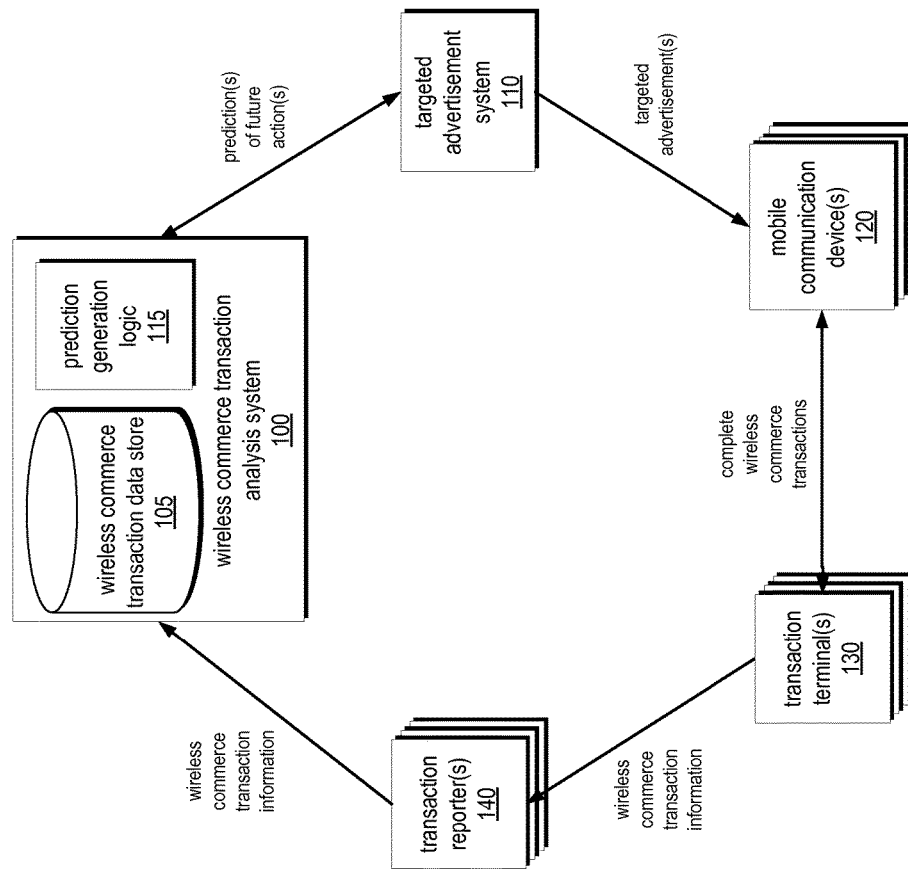 wireless commerce
transaction data store
105
prediction
generation
logic
115
wireless commerce transaction
analysis system
100
prediction(s)
of future
action(s)
targeted
advertisement
system
110
targeted
advertisement(s)
mobile
communication
device(s)
120
complete
wireless
commerce
transactions
transaction
terminal(s)
130
wireless
commerce
transaction
information
transaction
reporter(s)
140
wireless
commerce
transaction
information